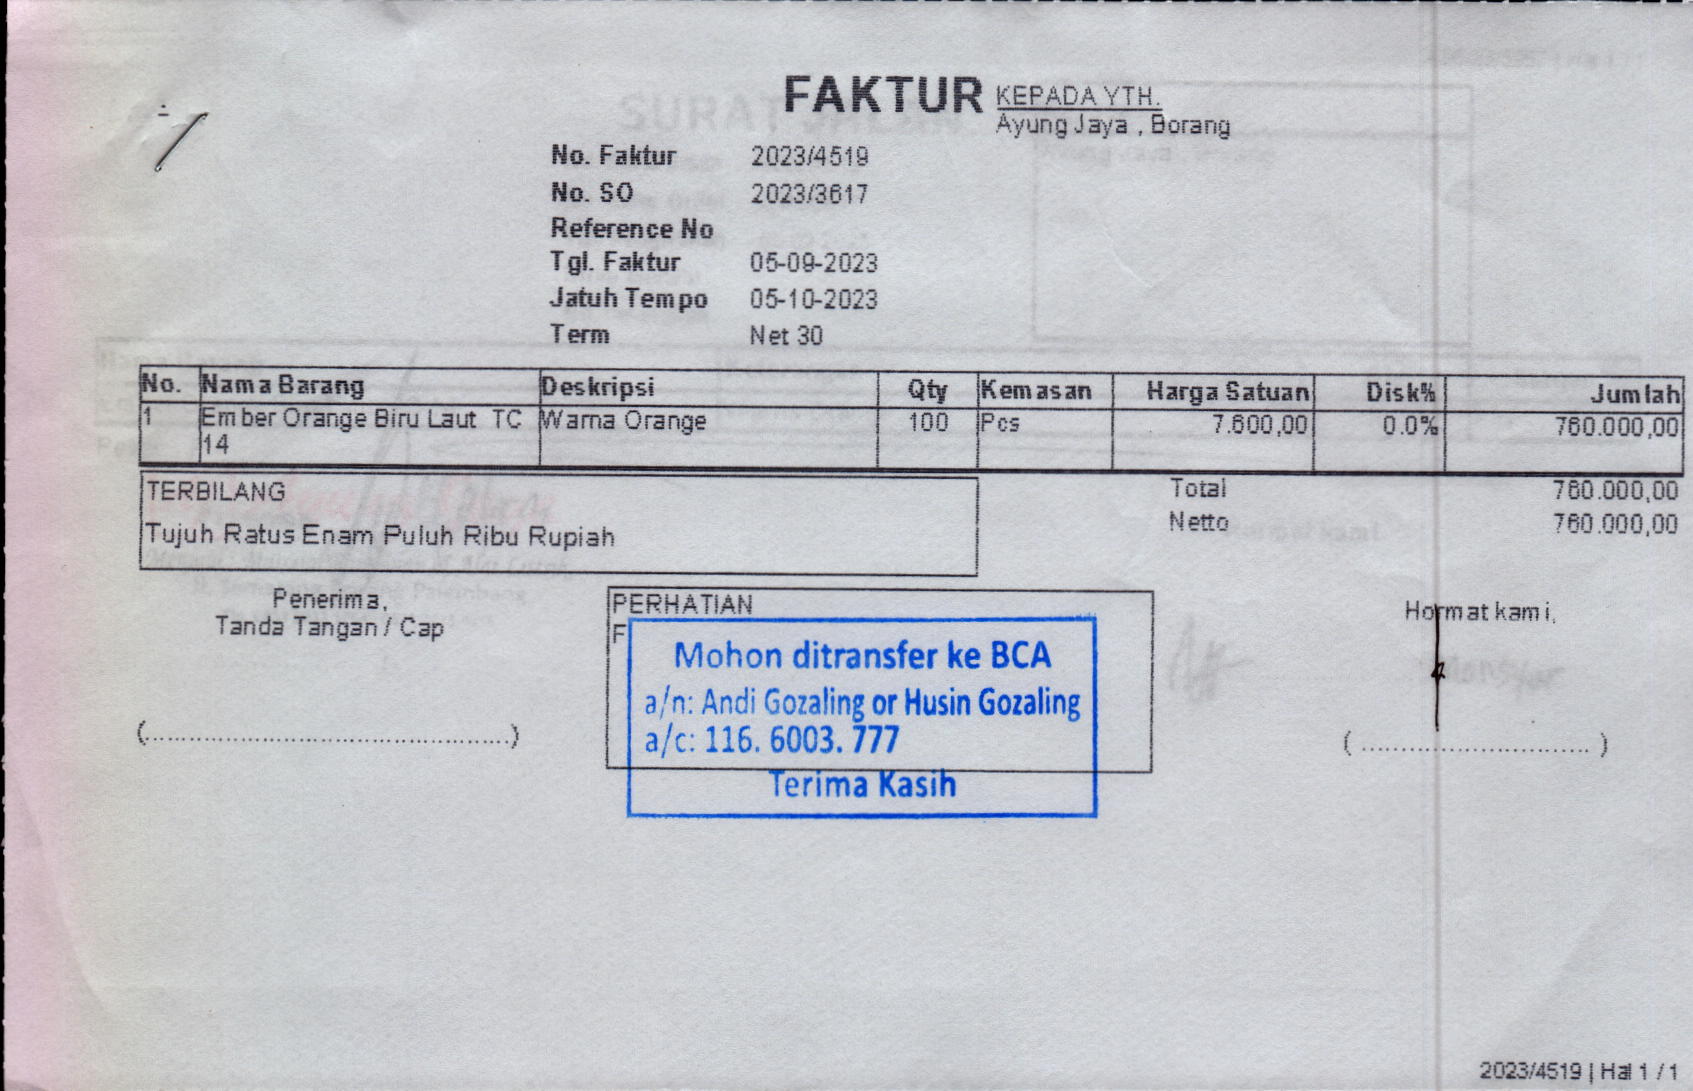 FAKTUR
KEPADA YTH.
Ayung Jaya , Borang
No. Faktur 2023/4519
No. SO 2023/3617
Reference No
Tgl. Faktur 05-09-2023
Jatuh Tempo 05-10-2023
Term Net 30
No. Nama Barang Deskripsi Qty Kemasan Harga Satuan Disk% Jumlah
1 Ember Orange Biru Laut TC Warna Orange 100 Pcs 7.600,00 0.0% 760.000,00
14
TERBILANG
Tujuh Ratus Enam Puluh Ribu Rupiah
Total 760.000,00
Netto 760.000,00
Penerima,
Tanda Tangan / Cap
PERHATIAN
F
Mohon ditransfer ke BCA
a/n: Andi Gozaling or Husin Gozaling
a/c: 116. 6003. 777
Terima Kasih
Hormat kami,
(....................................................)
( ................................ )
2023/4519 | Hal 1 / 1